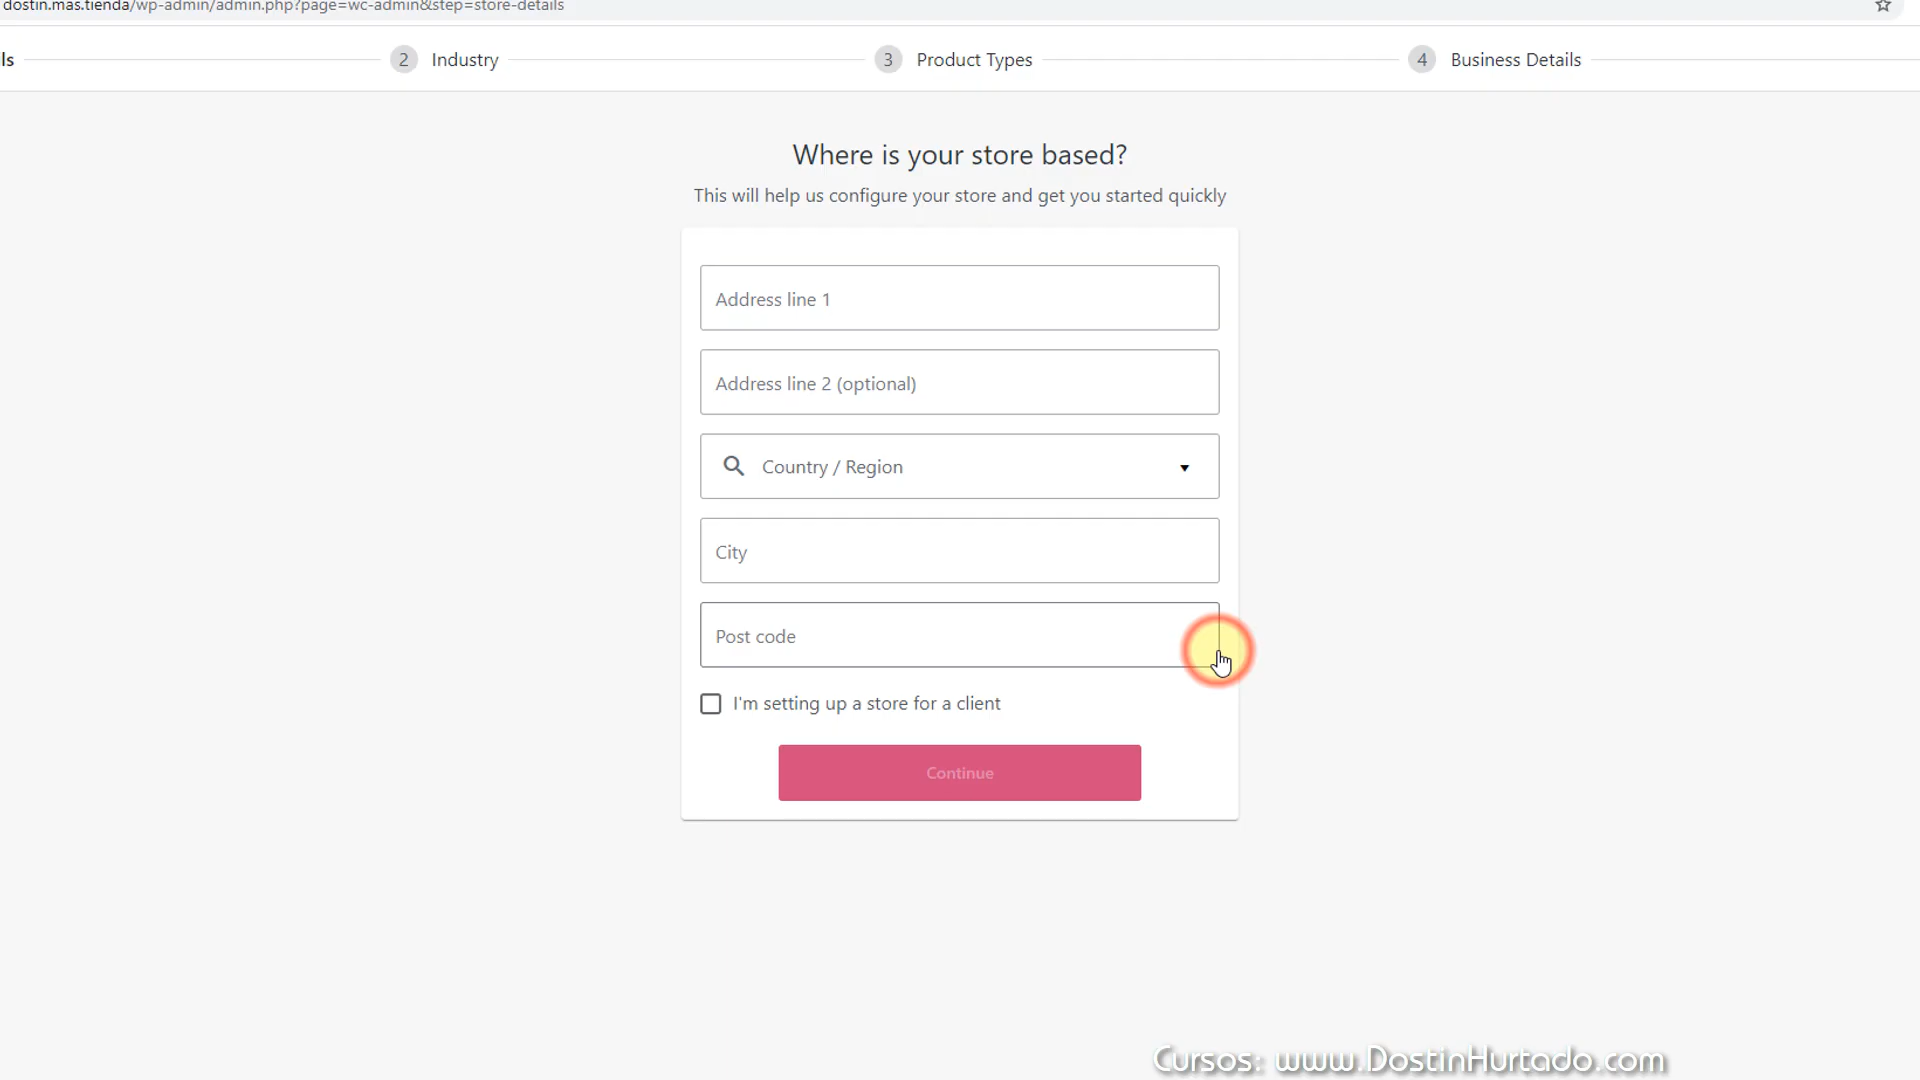 dostin.mas.tienda/wp-admin/admin.php?page=wc-admin&step=store-details
ls
2 Industry
3 Product Types
4 Business Details
Where is your store based?
This will help us configure your store and get you started quickly
Address line 1
Address line 2 (optional)
Country / Region
City
Post code
I'm setting up a store for a client
Continue
Cursos: www.DostinHurtado.com